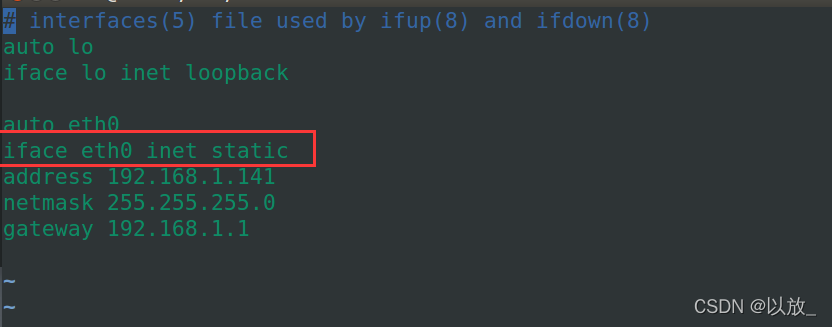 # interfaces(5) file used by ifup(8) and ifdown(8)
auto lo
iface lo inet loopback
auto eth0
iface eth0 inet static
address 192.168.1.141
netmask 255.255.255.0
gateway 192.168.1.1
~
~
CSDN @以放_